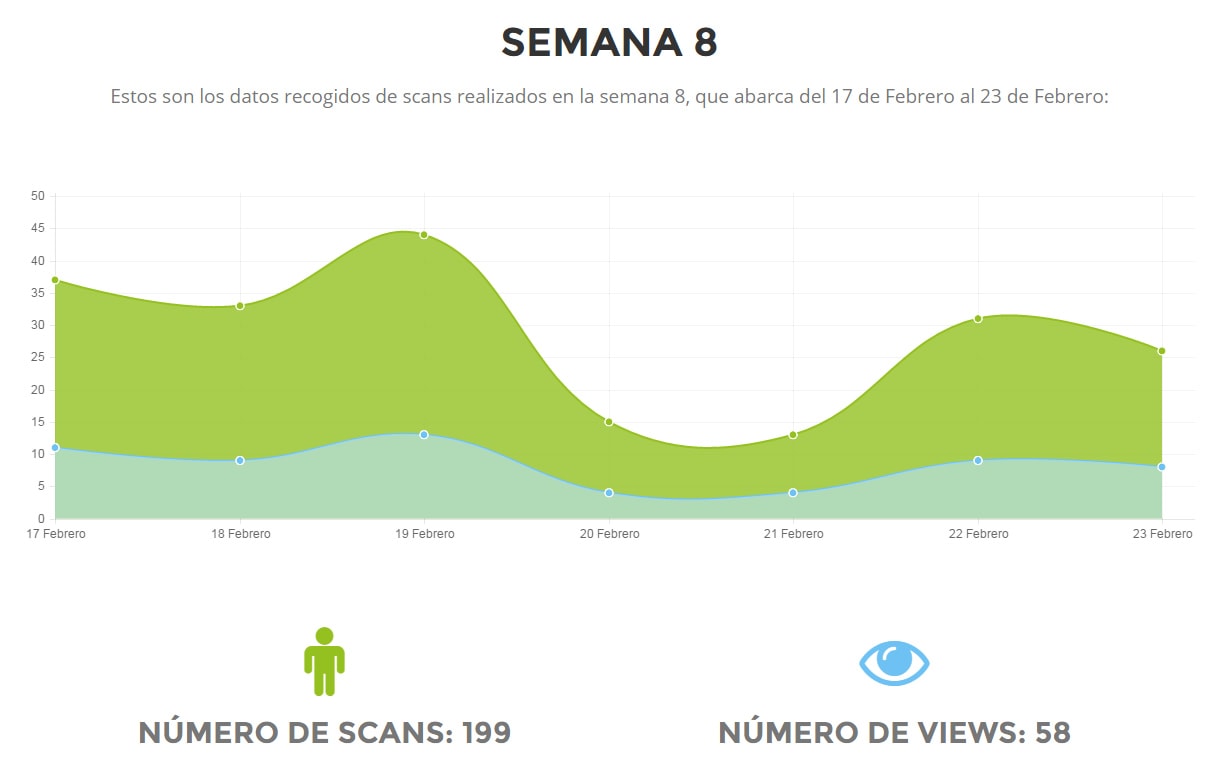 SEMANA 8
Estos son los datos recogidos de scans realizados en la semana 8, que abarca del 17 de Febrero al 23 de Febrero:
50
45
40
35
30
25
20
15
10
5
0
17 Febrero 18 Febrero 19 Febrero 20 Febrero 21 Febrero 22 Febrero 23 Febrero
NÚMERO DE SCANS: 199 NÚMERO DE VIEWS: 58